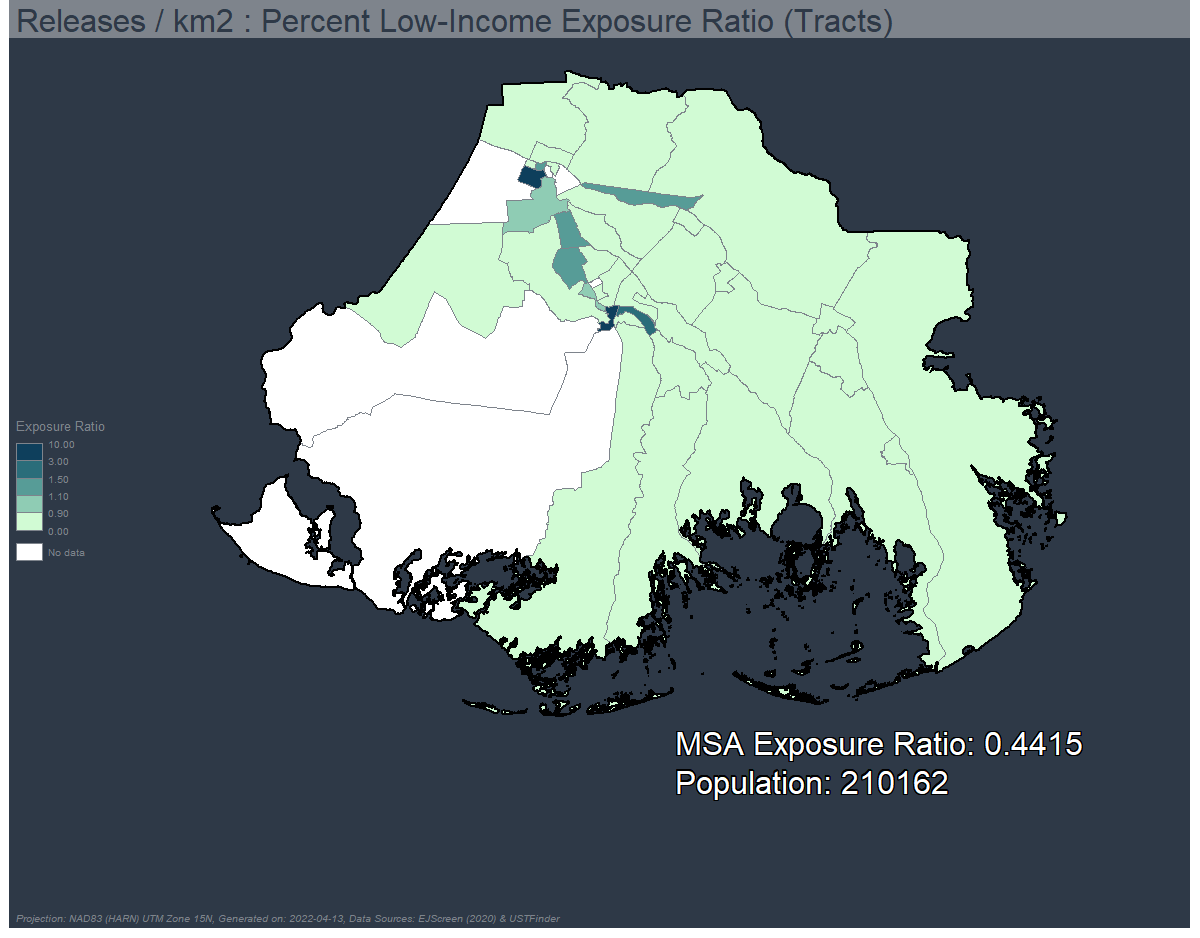 Releases / km2 : Percent Low-Income Exposure Ratio (Tracts)
Exposure Ratio
10.00
3.00
1.50
1.10
0.90
0.00
No data
MSA Exposure Ratio: 0.4415
Population: 210162
Projection: NAD83 (HARN) UTM Zone 15N, Generated on: 2022-04-13, Data Sources: EJScreen (2020) & USTFinder